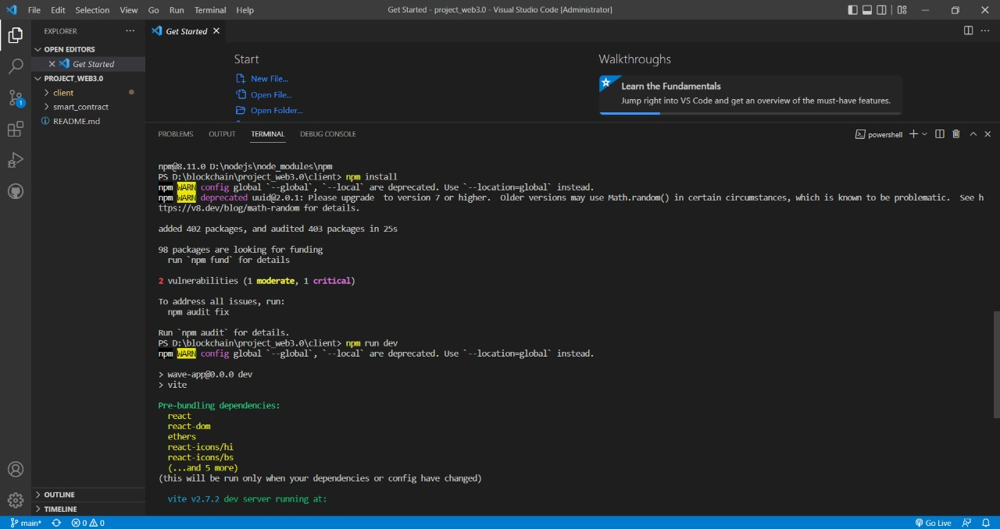 File Edit Selection View Go Run Terminal Help
Get Started - project_web3.0 - Visual Studio Code [Administrator]
EXPLORER
Get Started
OPEN EDITORS
Get Started
PROJECT_WEB3.0
client
smart_contract
README.md
1
OUTLINE
TIMELINE
Start
New File...
Open File...
Open Folder...
Walkthroughs
Learn the Fundamentals
Jump right into VS Code and get an overview of the must-have features.
PROBLEMS OUTPUT TERMINAL DEBUG CONSOLE
powershell
npm@8.11.0 D:\nodejs\node_modules\npm
PS D:\blockchain\project_web3.0\client> npm install
npm WARN config global `--global`, `--local` are deprecated. Use `--location=global` instead.
npm WARN deprecated uuid@2.0.1: Please upgrade  to version 7 or higher.  Older versions may use Math.random() in certain circumstances, which is known to be problematic.  See h
ttps://v8.dev/blog/math-random for details.
added 402 packages, and audited 403 packages in 25s
98 packages are looking for funding
run `npm fund` for details
2 vulnerabilities (1 moderate, 1 critical)
To address all issues, run:
npm audit fix
Run `npm audit` for details.
PS D:\blockchain\project_web3.0\client> npm run dev
npm WARN config global `--global`, `--local` are deprecated. Use `--location=global` instead.
> wave-app@0.0.0 dev
> vite
Pre-bundling dependencies:
react
react-dom
ethers
react-icons/hi
react-icons/bs
(...and 5 more)
(this will be run only when your dependencies or config have changed)
vite v2.7.2 dev server running at:
main* 0 0
Go Live